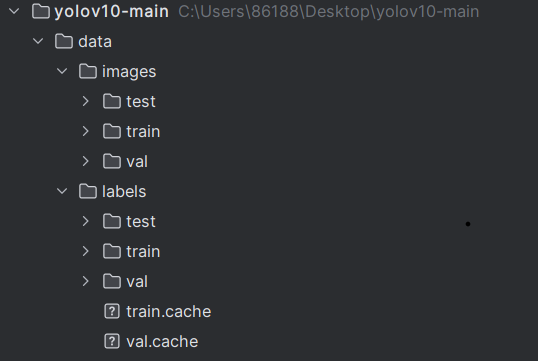 yolov10-main C:\Users\86188\Desktop\yolov10-main
data
images
test
train
val
labels
test
train
val
train.cache
val.cache